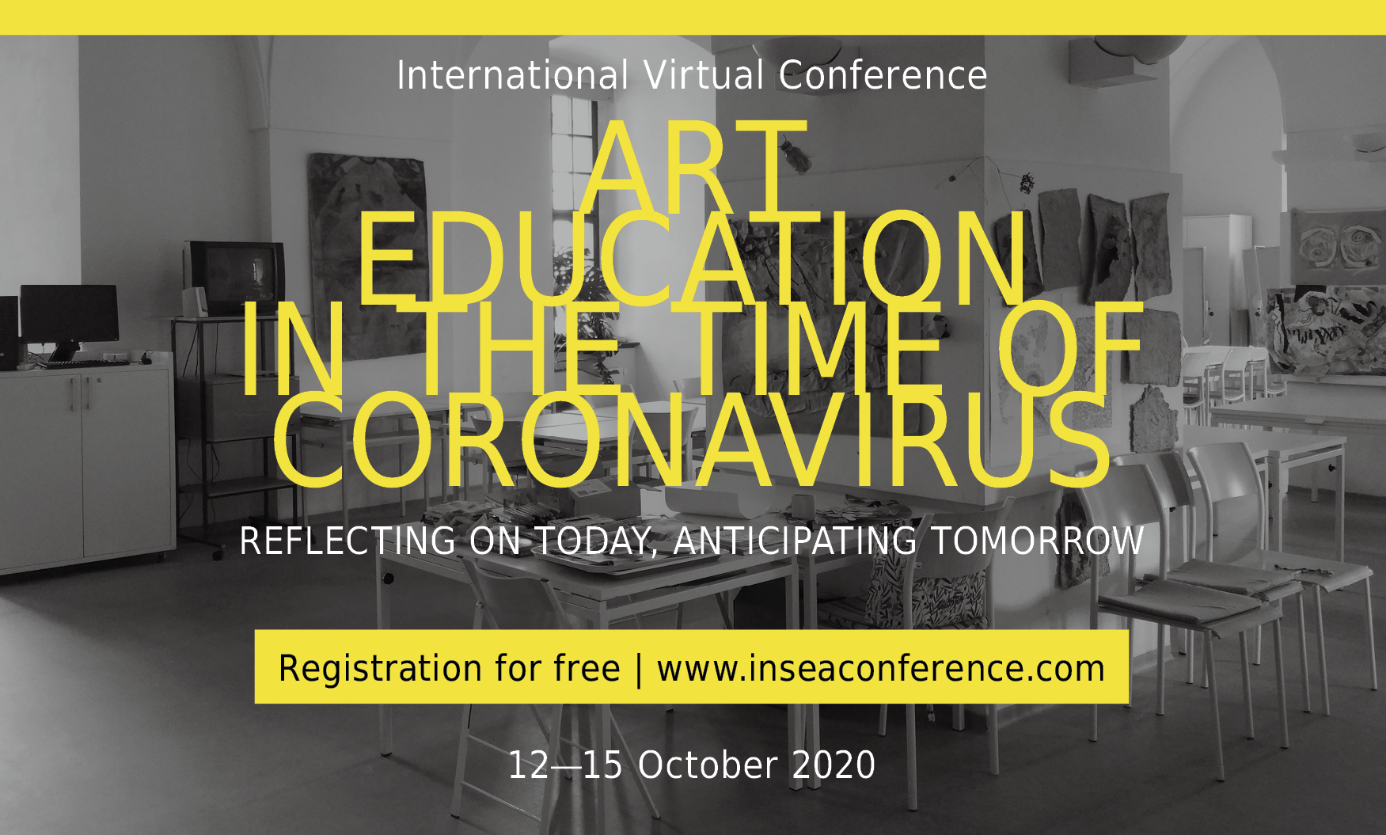 International Virtual Conference
ART
EDUCATION
IN THE TIME OF
CORONAVIRUS
REFLECTING ON TODAY, ANTICIPATING TOMORROW
Registration for free | www.inseaconference.com
12—15 October 2020